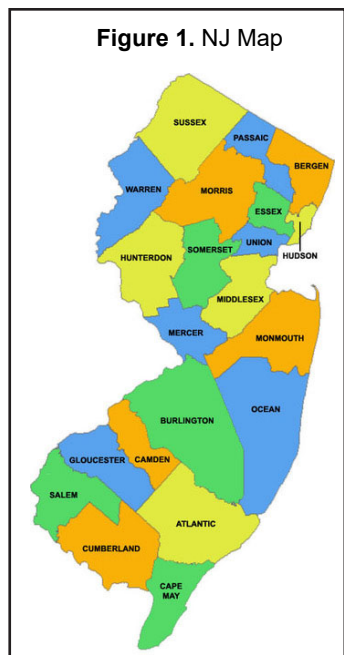 Figure 1. NJ Map
SUSSEX
PASSAIC
BERGEN
WARREN
MORRIS
ESSEX
UNION
HUDSON
SOMERSET
HUNTERDON
MIDDLESEX
MERCER
MONMOUTH
OCEAN
BURLINGTON
CAMDEN
GLOUCESTER
SALEM
ATLANTIC
CUMBERLAND
CAPE
MAY